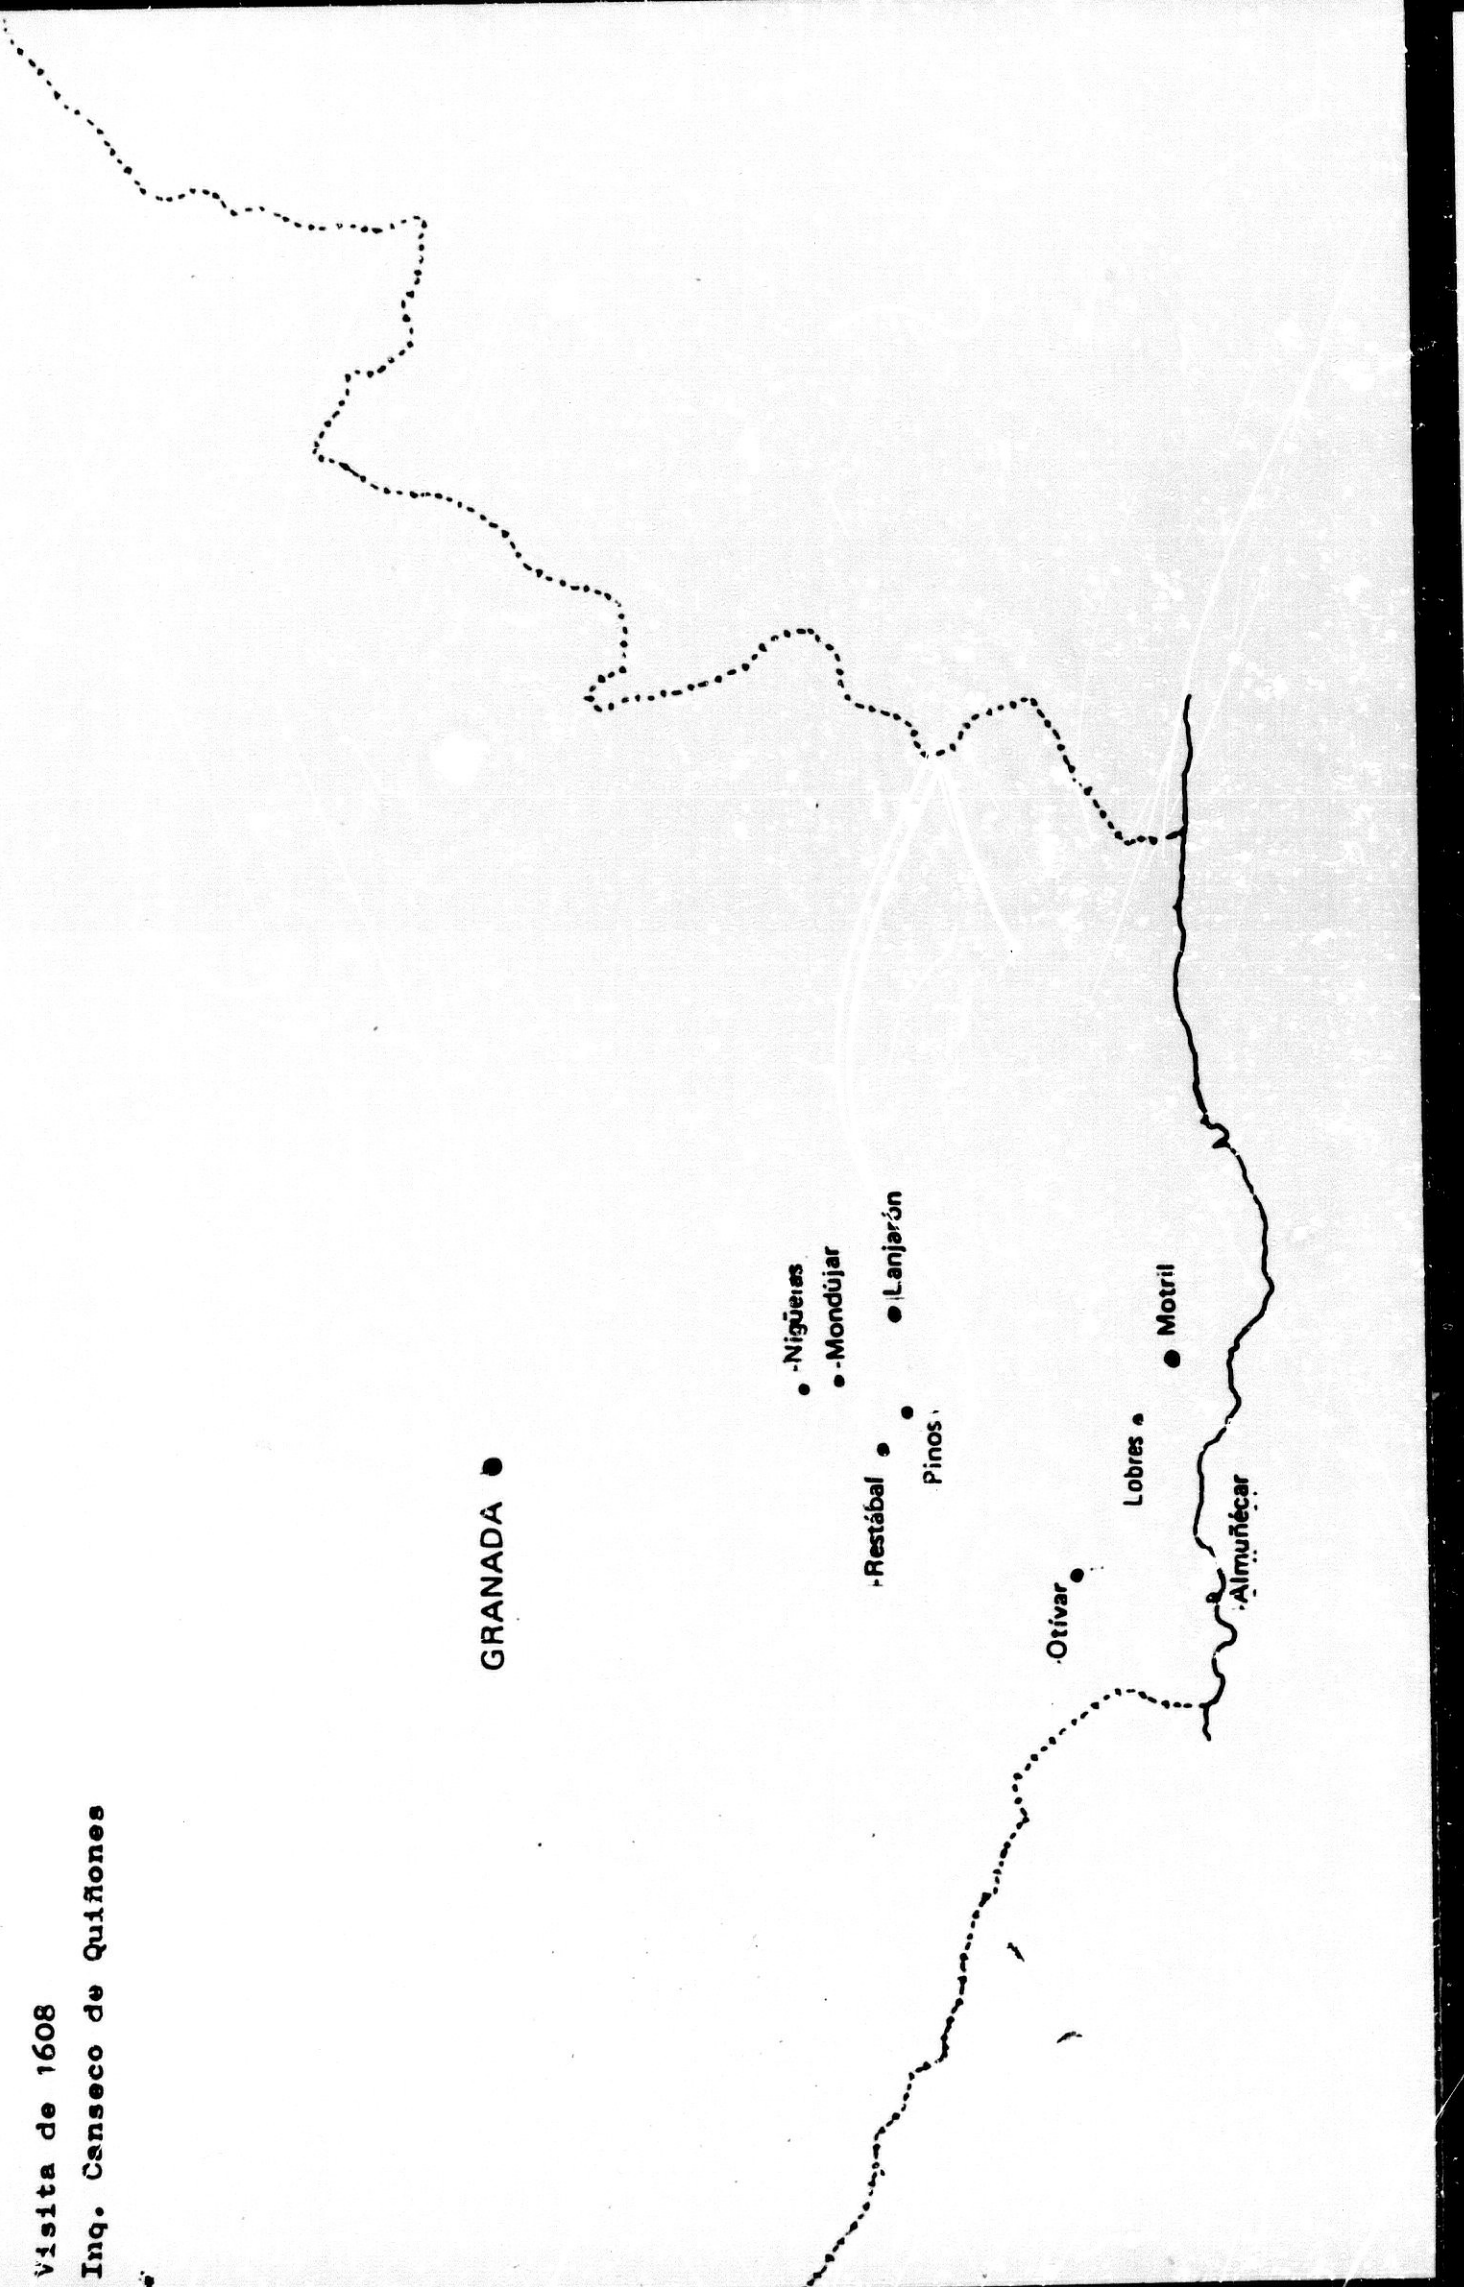 Visita de 1608
Inq. Canseco de Quiñones
GRANADA
Nigüelas
Mondújar
Lanjarón
Restábal
Pinos
Otívar
Lobres
Motril
Almuñécar